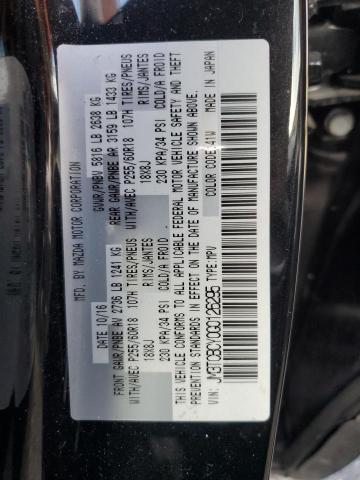 MFD. BY MAZDA MOTOR CORPORATION
DATE: 10/16 GVWR/PNBV 5816 LB 2638 KG
FRONT GAWR/PNBE AV 2736 LB 1241 KG REAR GAWR/PNBE AR 3159 LB 1433 KG
WITH/AVEC P255/60R18 107H TIRES/PNEUS WITH/AVEC P255/60R18 107H TIRES/PNEUS
18X8J RIMS/JANTES 18X8J RIMS/JANTES
230 KPA/34 PSI COLD/A FROID 230 KPA/34 PSI COLD/A FROID
THIS VEHICLE CONFORMS TO ALL APPLICABLE FEDERAL MOTOR VEHICLE SAFETY AND THEFT
PREVENTION STANDARDS IN EFFECT ON THE DATE OF MANUFACTURE SHOWN ABOVE.
COLOR CODE: 41W MADE IN JAPAN
VIN: JM3TCBCY0G0126295 TYPE: MPV